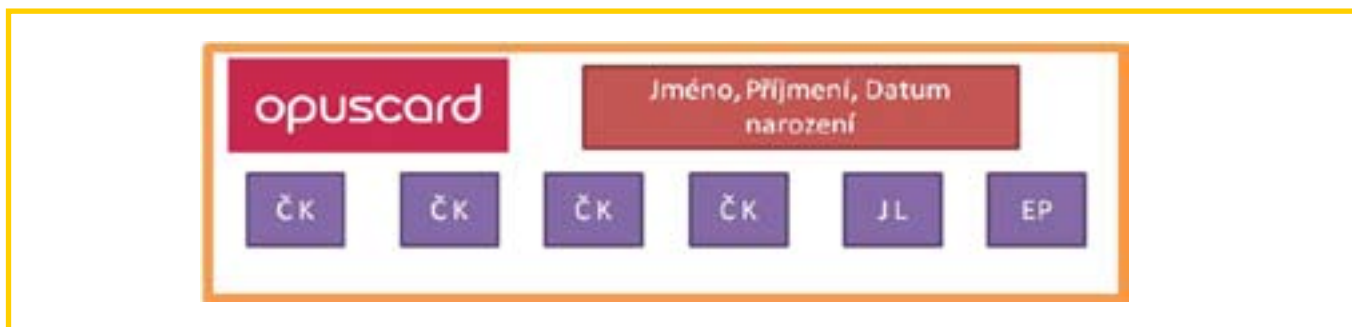 opuscard
Jméno, Příjmení, Datum
narození
ČK ČK ČK ČK JL EP